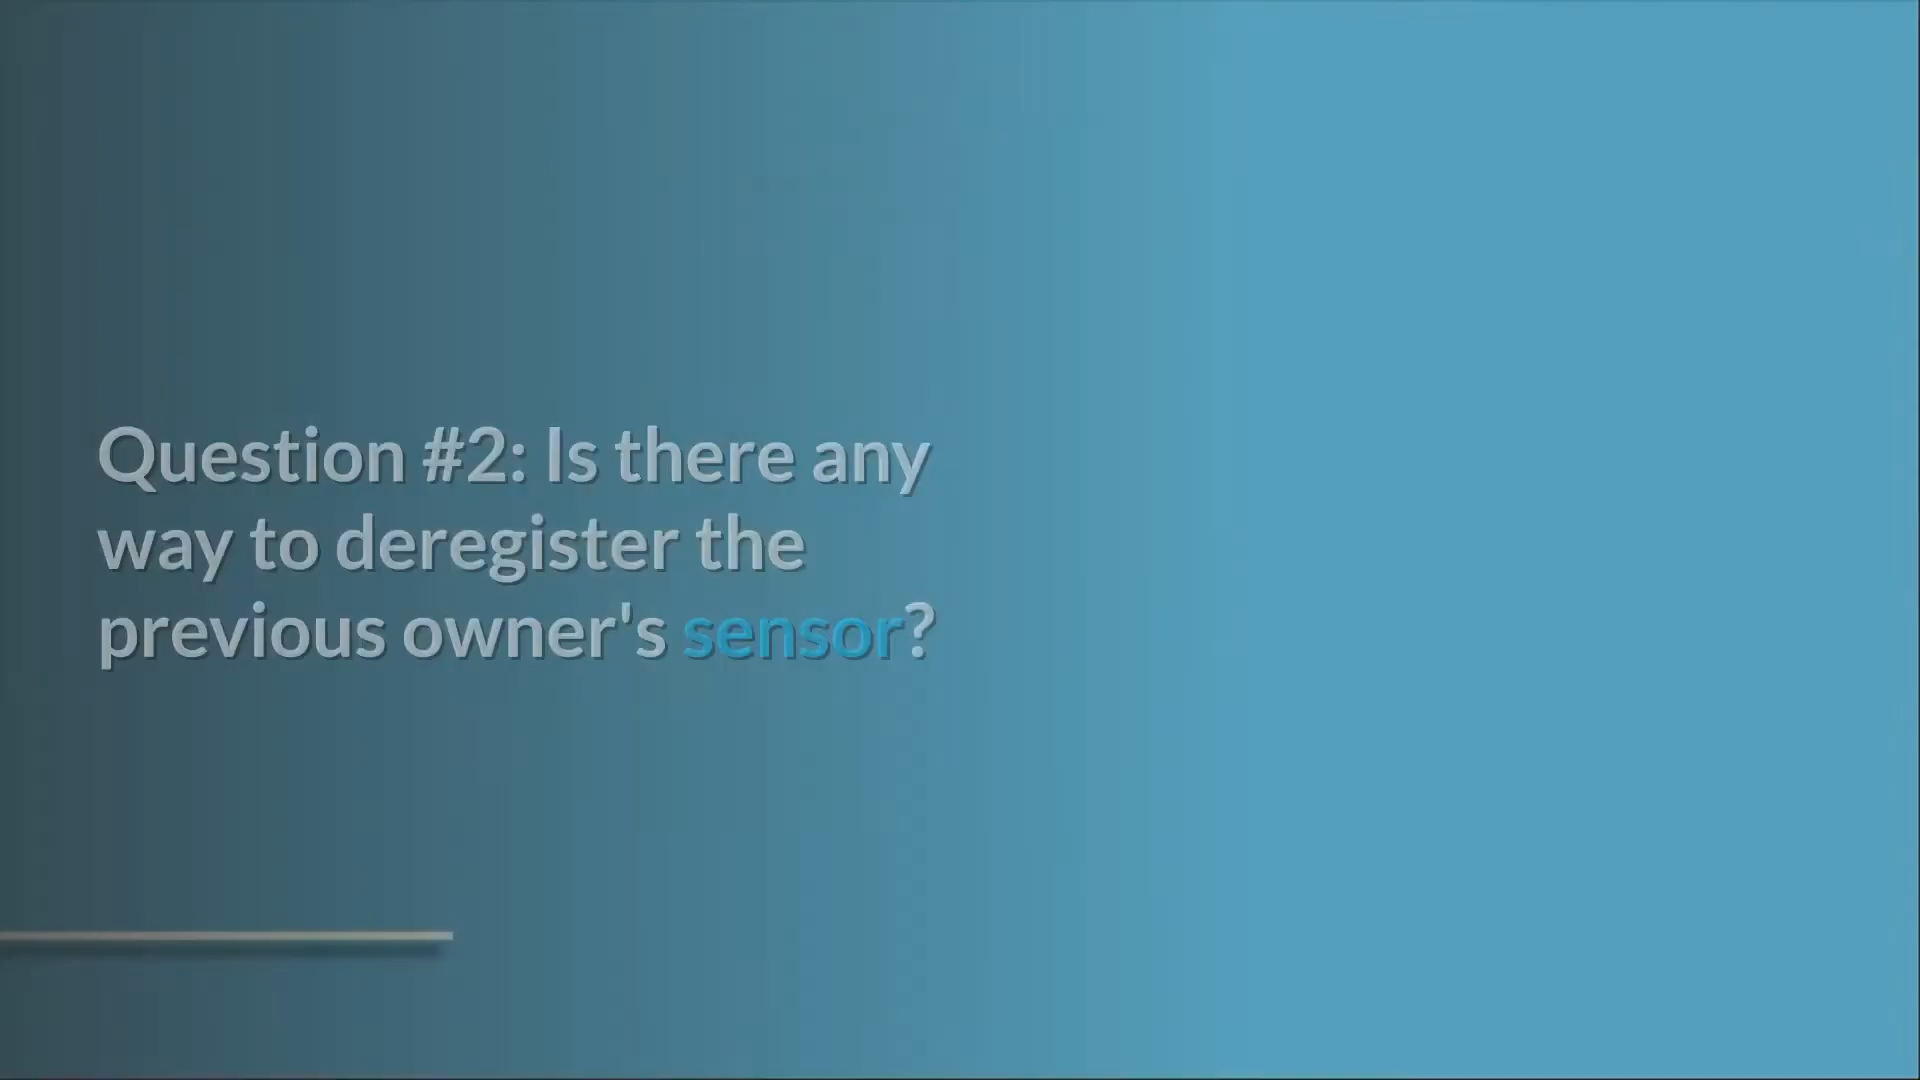 Question #2: Is there any
way to deregister the
previous owner's sensor?